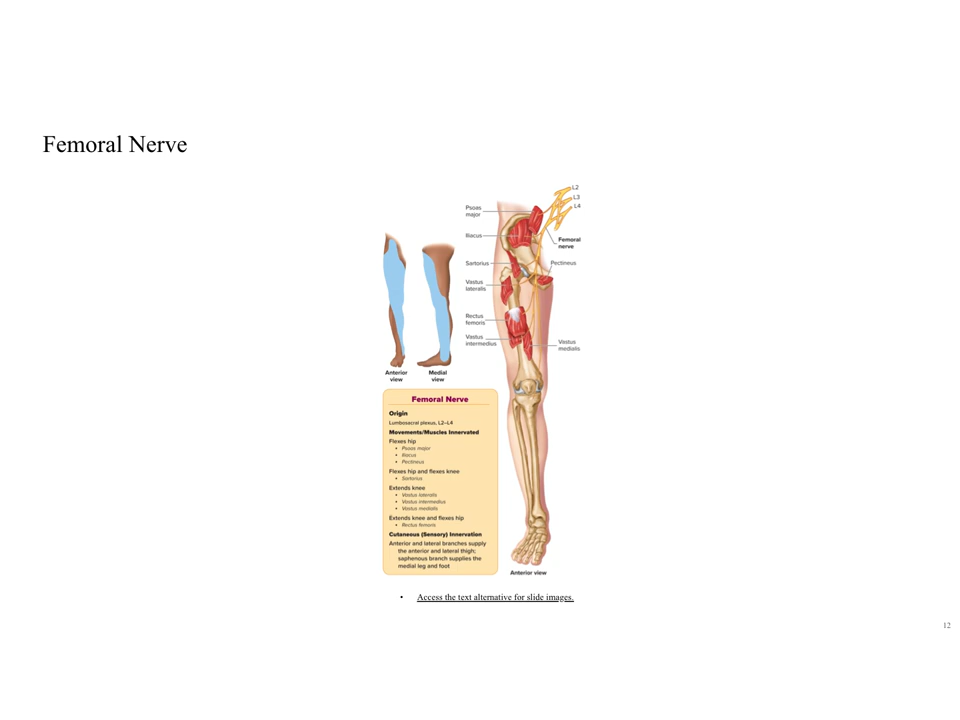 Femoral Nerve
L2
L3
L4
Psoas
major
Iliacus
Femoral
nerve
Sartorius
Pectineus
Vastus
lateralis
Rectus
femoris
Vastus
intermedius
Vastus
medialis
Anterior
view
Medial
view
Femoral Nerve
Origin
Lumbosacral plexus, L2–L4
Movements/Muscles Innervated
Flexes hip
• Psoas major
• Iliacus
• Pectineus
Flexes hip and flexes knee
• Sartorius
Extends knee
• Vastus lateralis
• Vastus intermedius
• Vastus medialis
Extends knee and flexes hip
• Rectus femoris
Cutaneous (Sensory) Innervation
Anterior and lateral branches supply
the anterior and lateral thigh;
saphenous branch supplies the
medial leg and foot
Anterior view
• Access the text alternative for slide images.
12